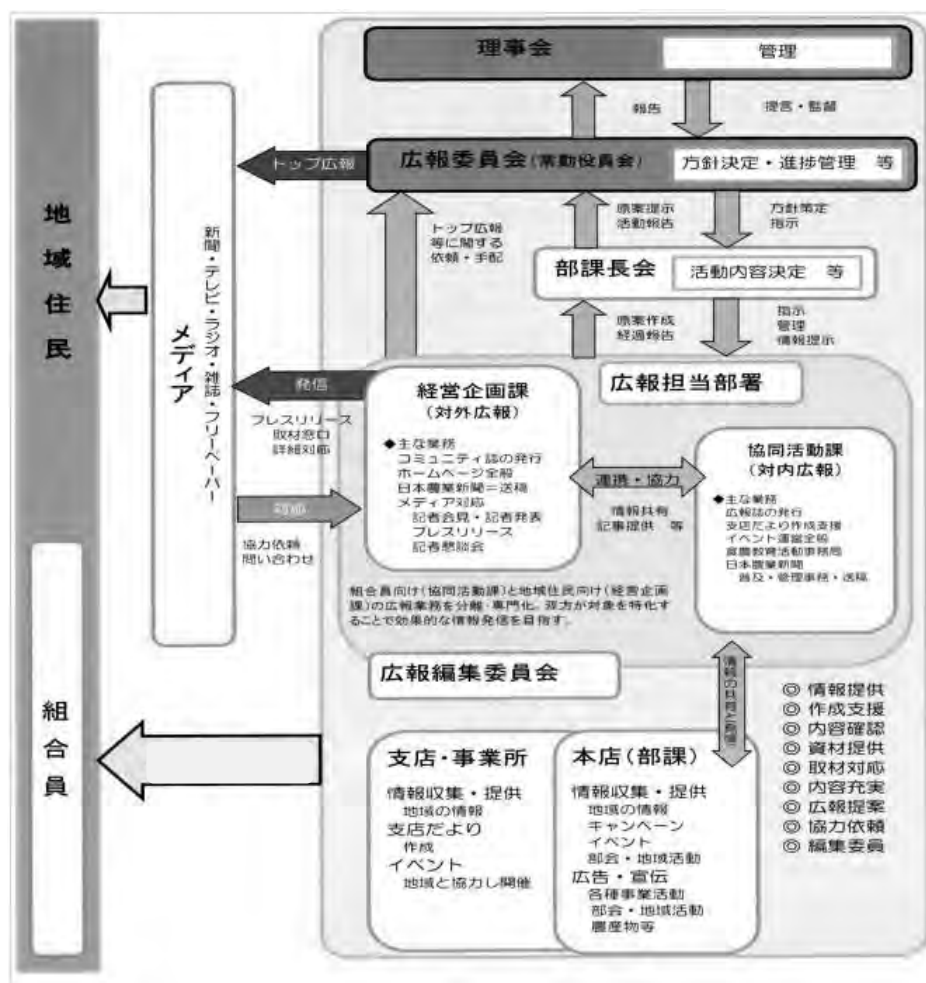 理事会
管理
報告
提言・監督
広報委員会(常勤役員会)
方針決定・進捗管理 等
トップ広報
トップ広報
等に関する
依頼・手配
原案提示
活動報告
方針策定
指示
部課長会
活動内容決定 等
原案作成
経過報告
指示
管理
情報提示
地域住民
メディア
新聞・テレビ・ラジオ・雑誌・フリーペーパー
発信
プレスリリース
取材窓口
詳細対応
協力依頼
問い合わせ
広報担当部署
経営企画課
(対外広報)
◆主な業務
コミュニティ誌の発行
ホームページ全般
日本農業新聞=送稿
メディア対応
記者会見・記者発表
プレスリリース
記者懇談会
連携・協力
情報共有
記事提供 等
協同活動課
(対内広報)
◆主な業務
広報誌の発行
支店だより作成支援
イベント運営全般
食農教育活動事務局
日本農業新聞
普及・管理事務・送稿
組合員向け(協同活動課)と地域住民向け(経営企画
課)の広報業務を分離・専門化。双方が対象を特化す
ることで効果的な情報発信を目指す。
広報編集委員会
組合員
支店・事業所
情報収集・提供
地域の情報
支店だより
作成
イベント
地域と協力し開催
本店(部課)
情報収集・提供
地域の情報
キャンペーン
イベント
部会・地域活動
広告・宣伝
各種事業活動
部会・地域活動
農産物等
◎ 情報提供
◎ 作成支援
◎ 内容確認
◎ 資材提供
◎ 取材対応
◎ 内容充実
◎ 広報提案
◎ 協力依頼
◎ 編集委員